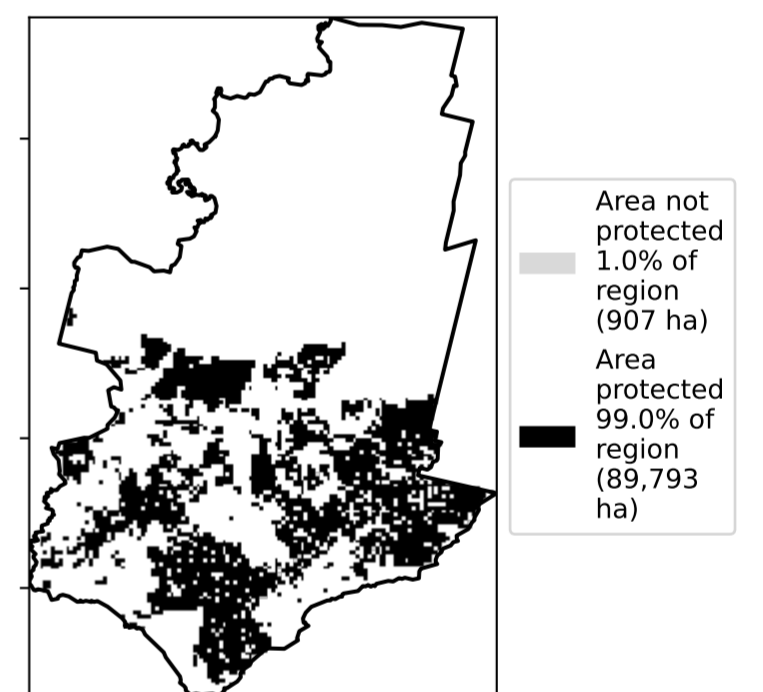 Area not
protected
1.0% of
region
(907 ha)
Area
protected
99.0% of
region
(89,793
ha)